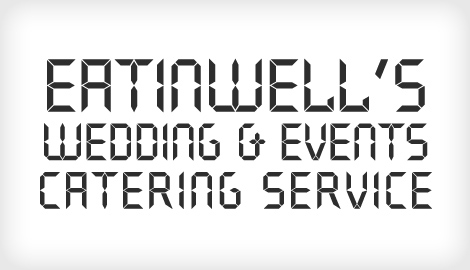 EATINWELL'S
WEDDING & EVENTS
CATERING SERVICE